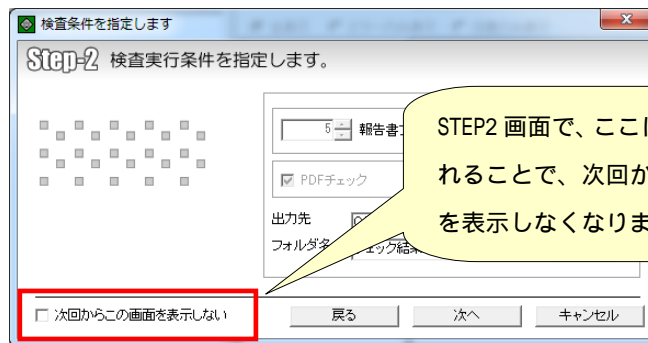 検査条件を指定します
Step-2 検査実行条件を指定します。
5 報告書
STEP2 画面で、ここ
れることで、次回か
を表示しなくなりま
PDFチェック
出力先
フォルダ名
チェック結果
次回からこの画面を表示しない
戻る
次へ
キャンセル